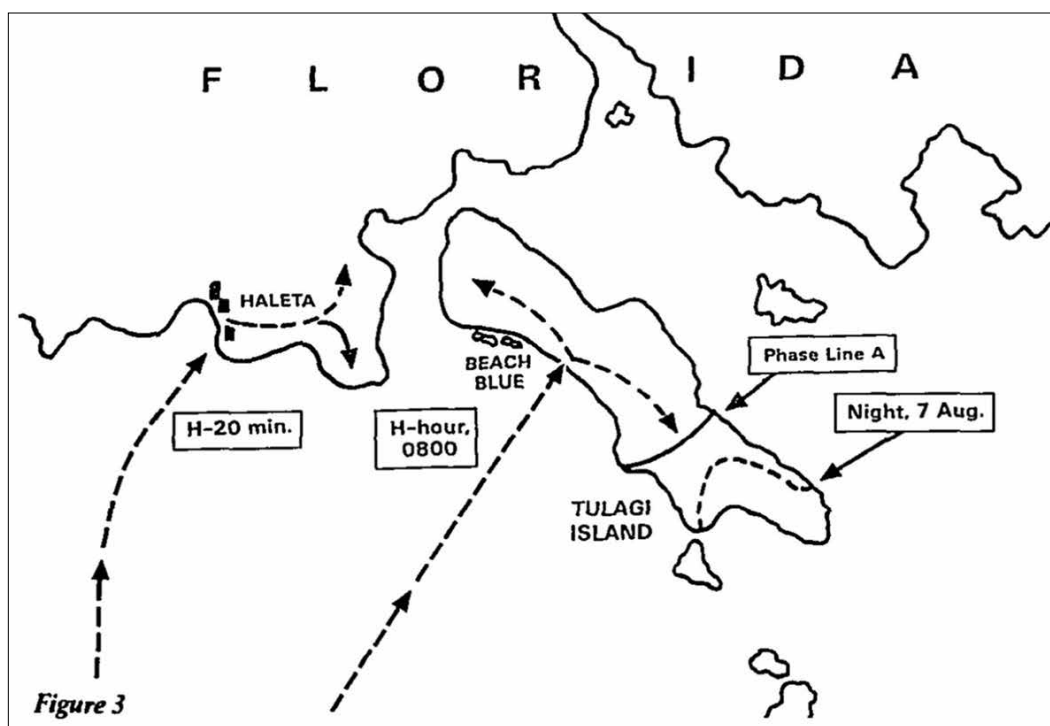 F L O R I D A
HALETA
BEACH
BLUE
Phase Line A
H-20 min.
H-hour,
0800
Night, 7 Aug.
TULAGI
ISLAND
Figure 3